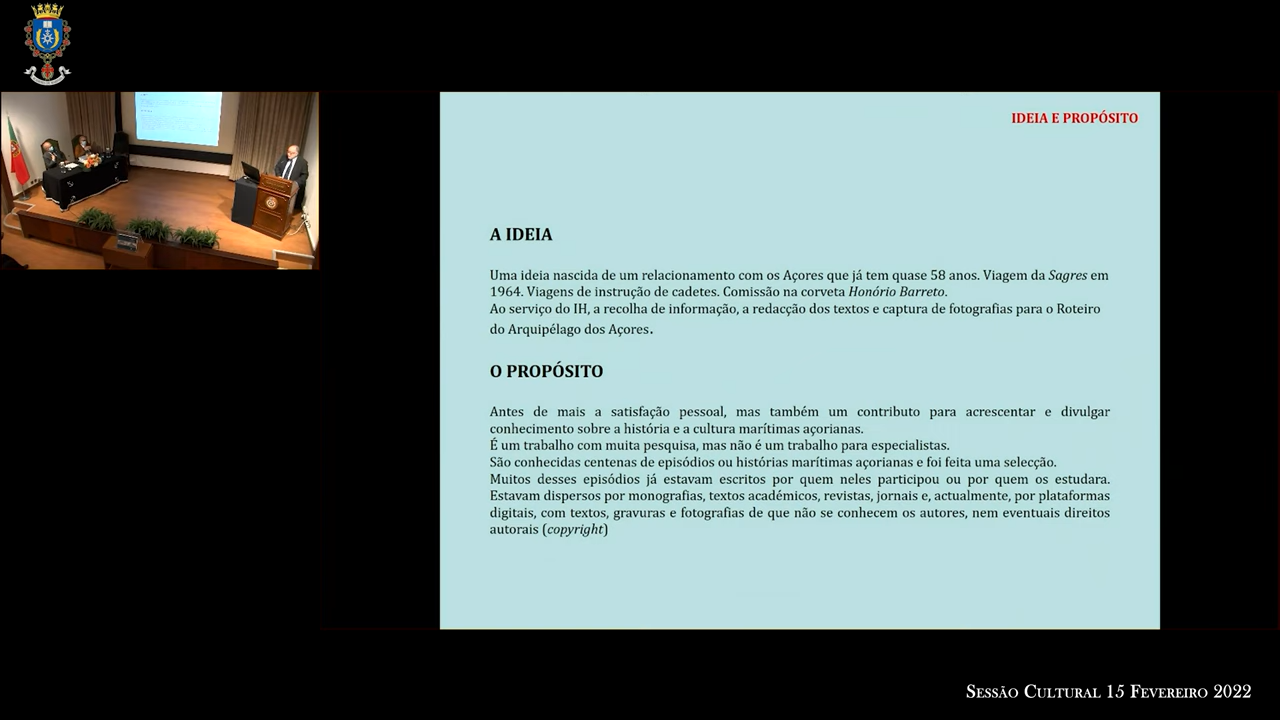 IDEIA E PROPÓSITO
A IDEIA
Uma ideia nascida de um relacionamento com os Açores que já tem quase 58 anos. Viagem da Sagres em
1964. Viagens de instrução de cadetes. Comissão na corveta Honório Barreto.
Ao serviço do IH, a recolha de informação, a redacção dos textos e captura de fotografias para o Roteiro
do Arquipélago dos Açores.
O PROPÓSITO
Antes de mais a satisfação pessoal, mas também um contributo para acrescentar e divulgar
conhecimento sobre a história e a cultura marítimas açorianas.
É um trabalho com muita pesquisa, mas não é um trabalho para especialistas.
São conhecidas centenas de episódios ou histórias marítimas açorianas e foi feita uma selecção.
Muitos desses episódios já estavam escritos por quem neles participou ou por quem os estudara.
Estavam dispersos por monografias, textos académicos, revistas, jornais e, actualmente, por plataformas
digitais, com textos, gravuras e fotografias de que não se conhecem os autores, nem eventuais direitos
autorais (copyright)
Sessão Cultural 15 Fevereiro 2022